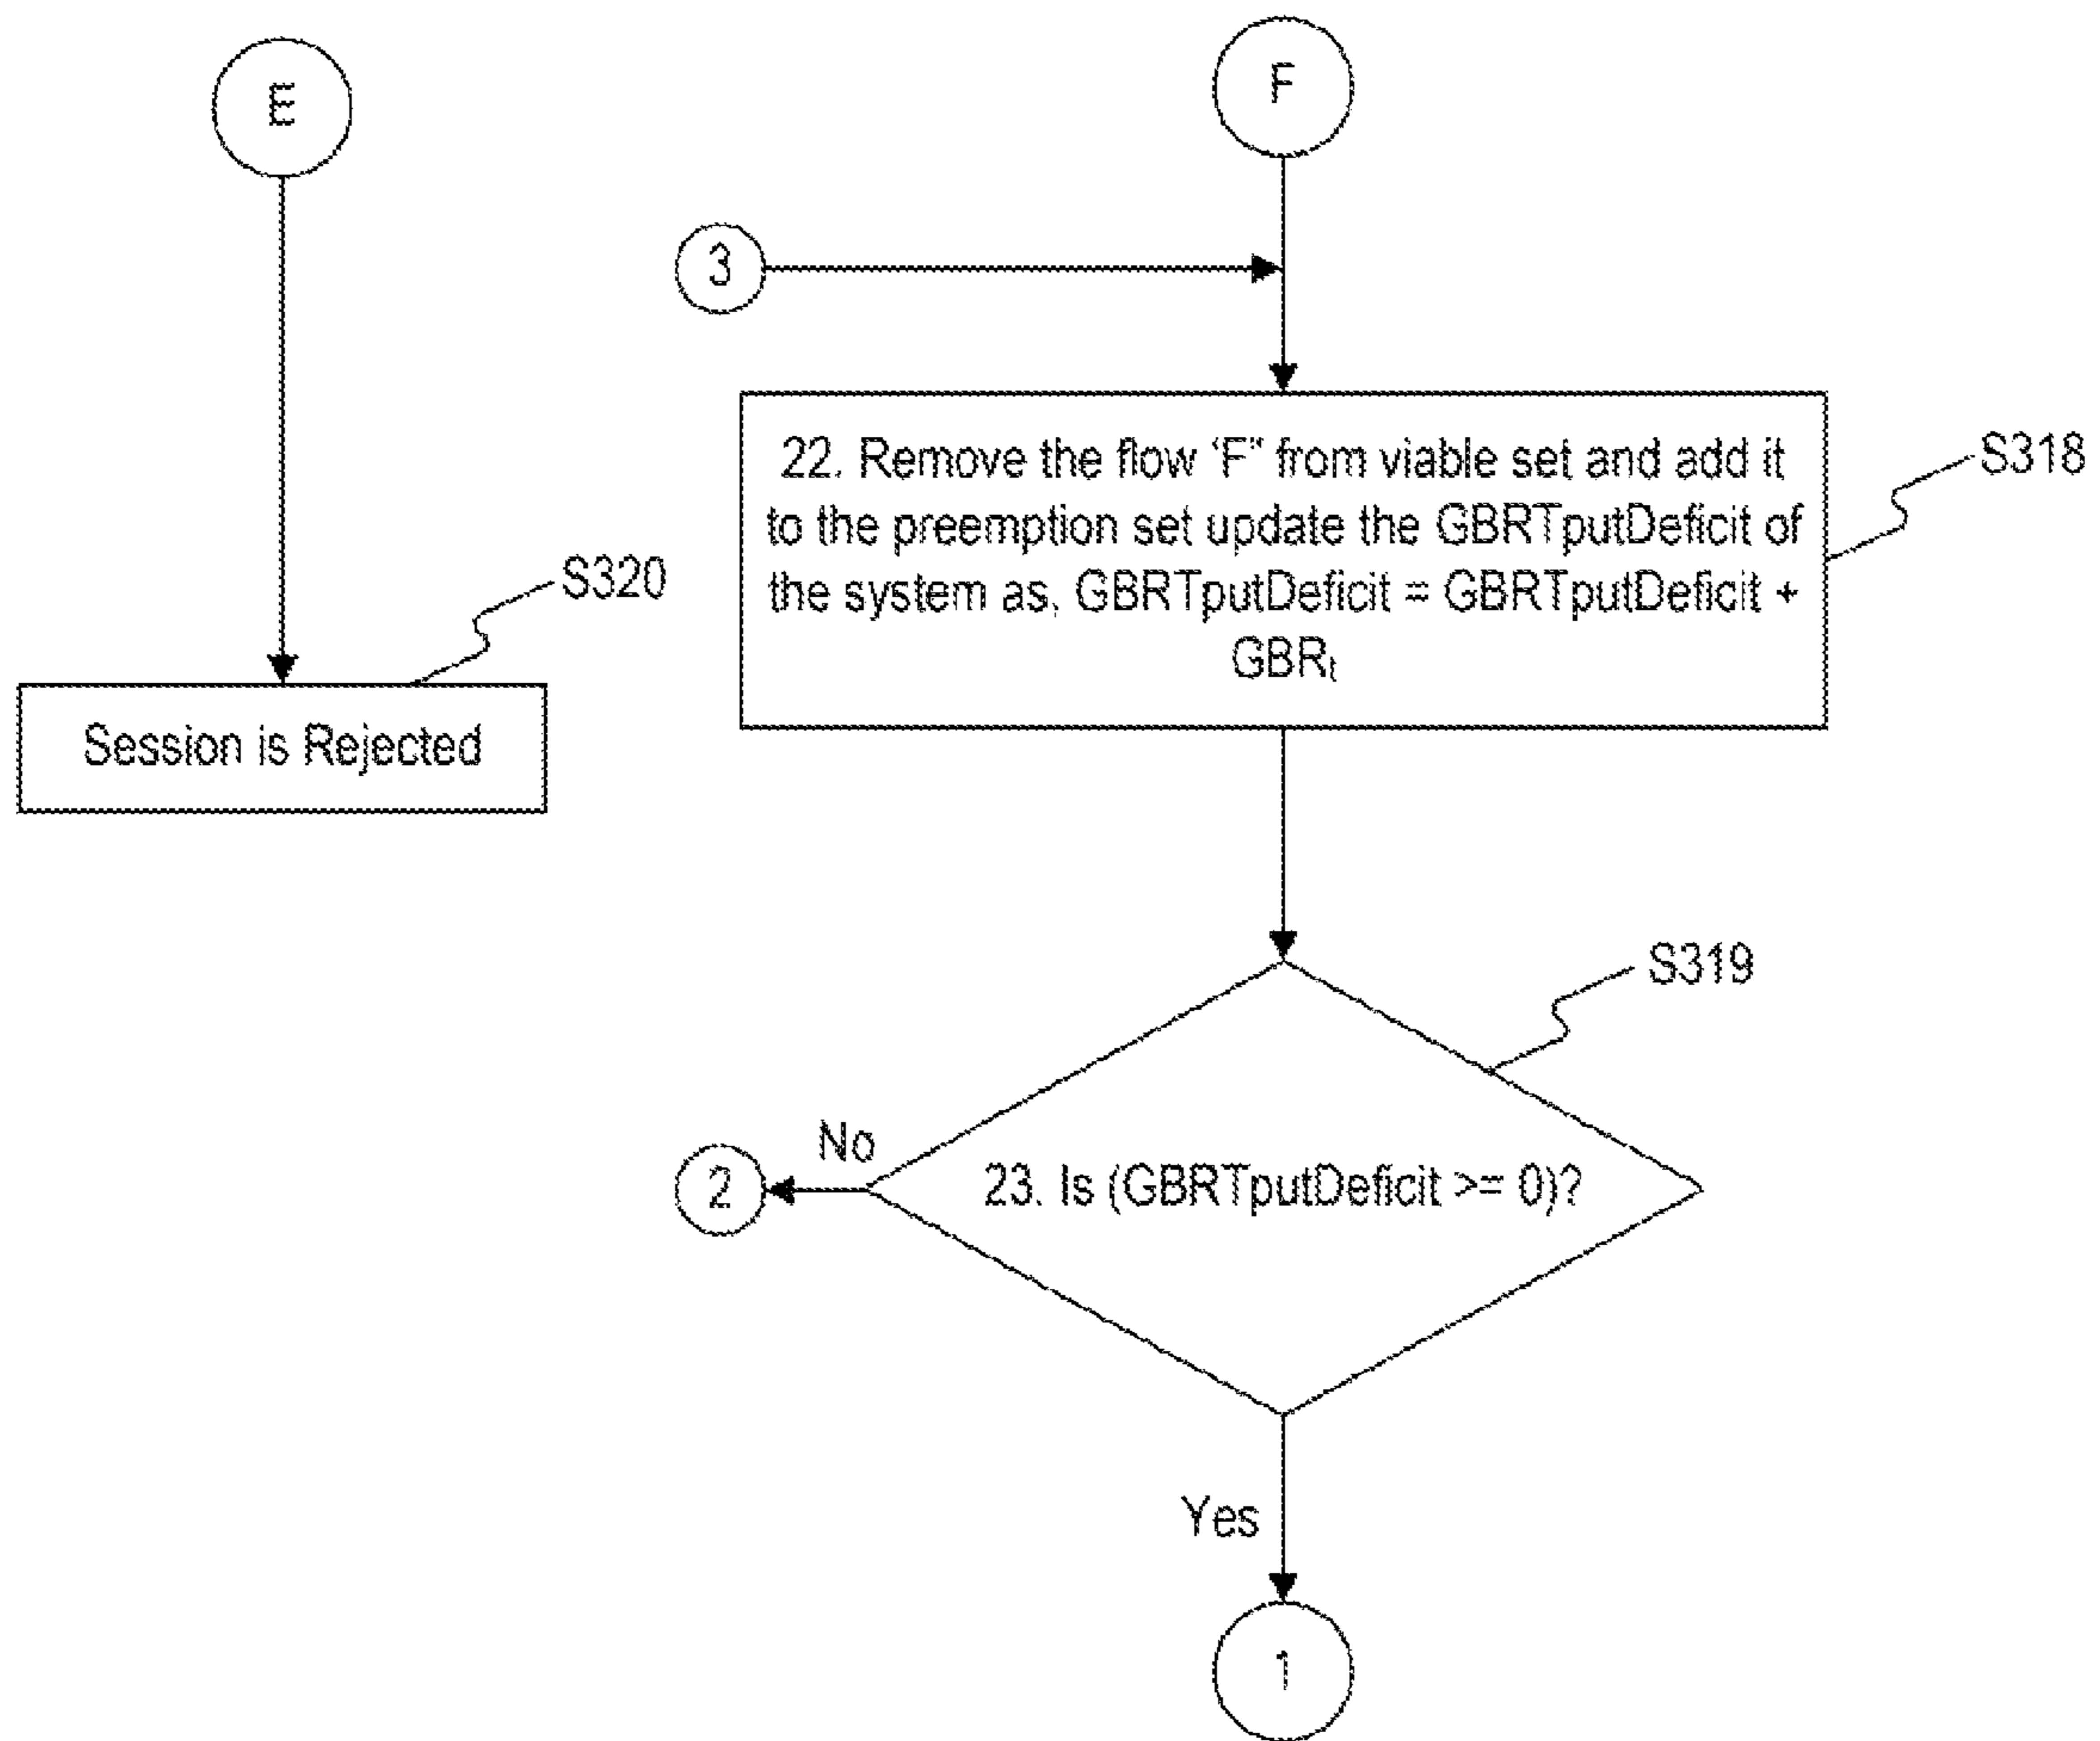 E
F
3
22. Remove the flow 'F" from viable set and add it
to the preemption set update the GBRTputDeficit of
the system as, GBRTputDeficit = GBRTputDeficit +
GBRt
S318
S320
Session is Rejected
S319
No
2
23. Is (GBRTputDeficit >= 0)?
Yes
1